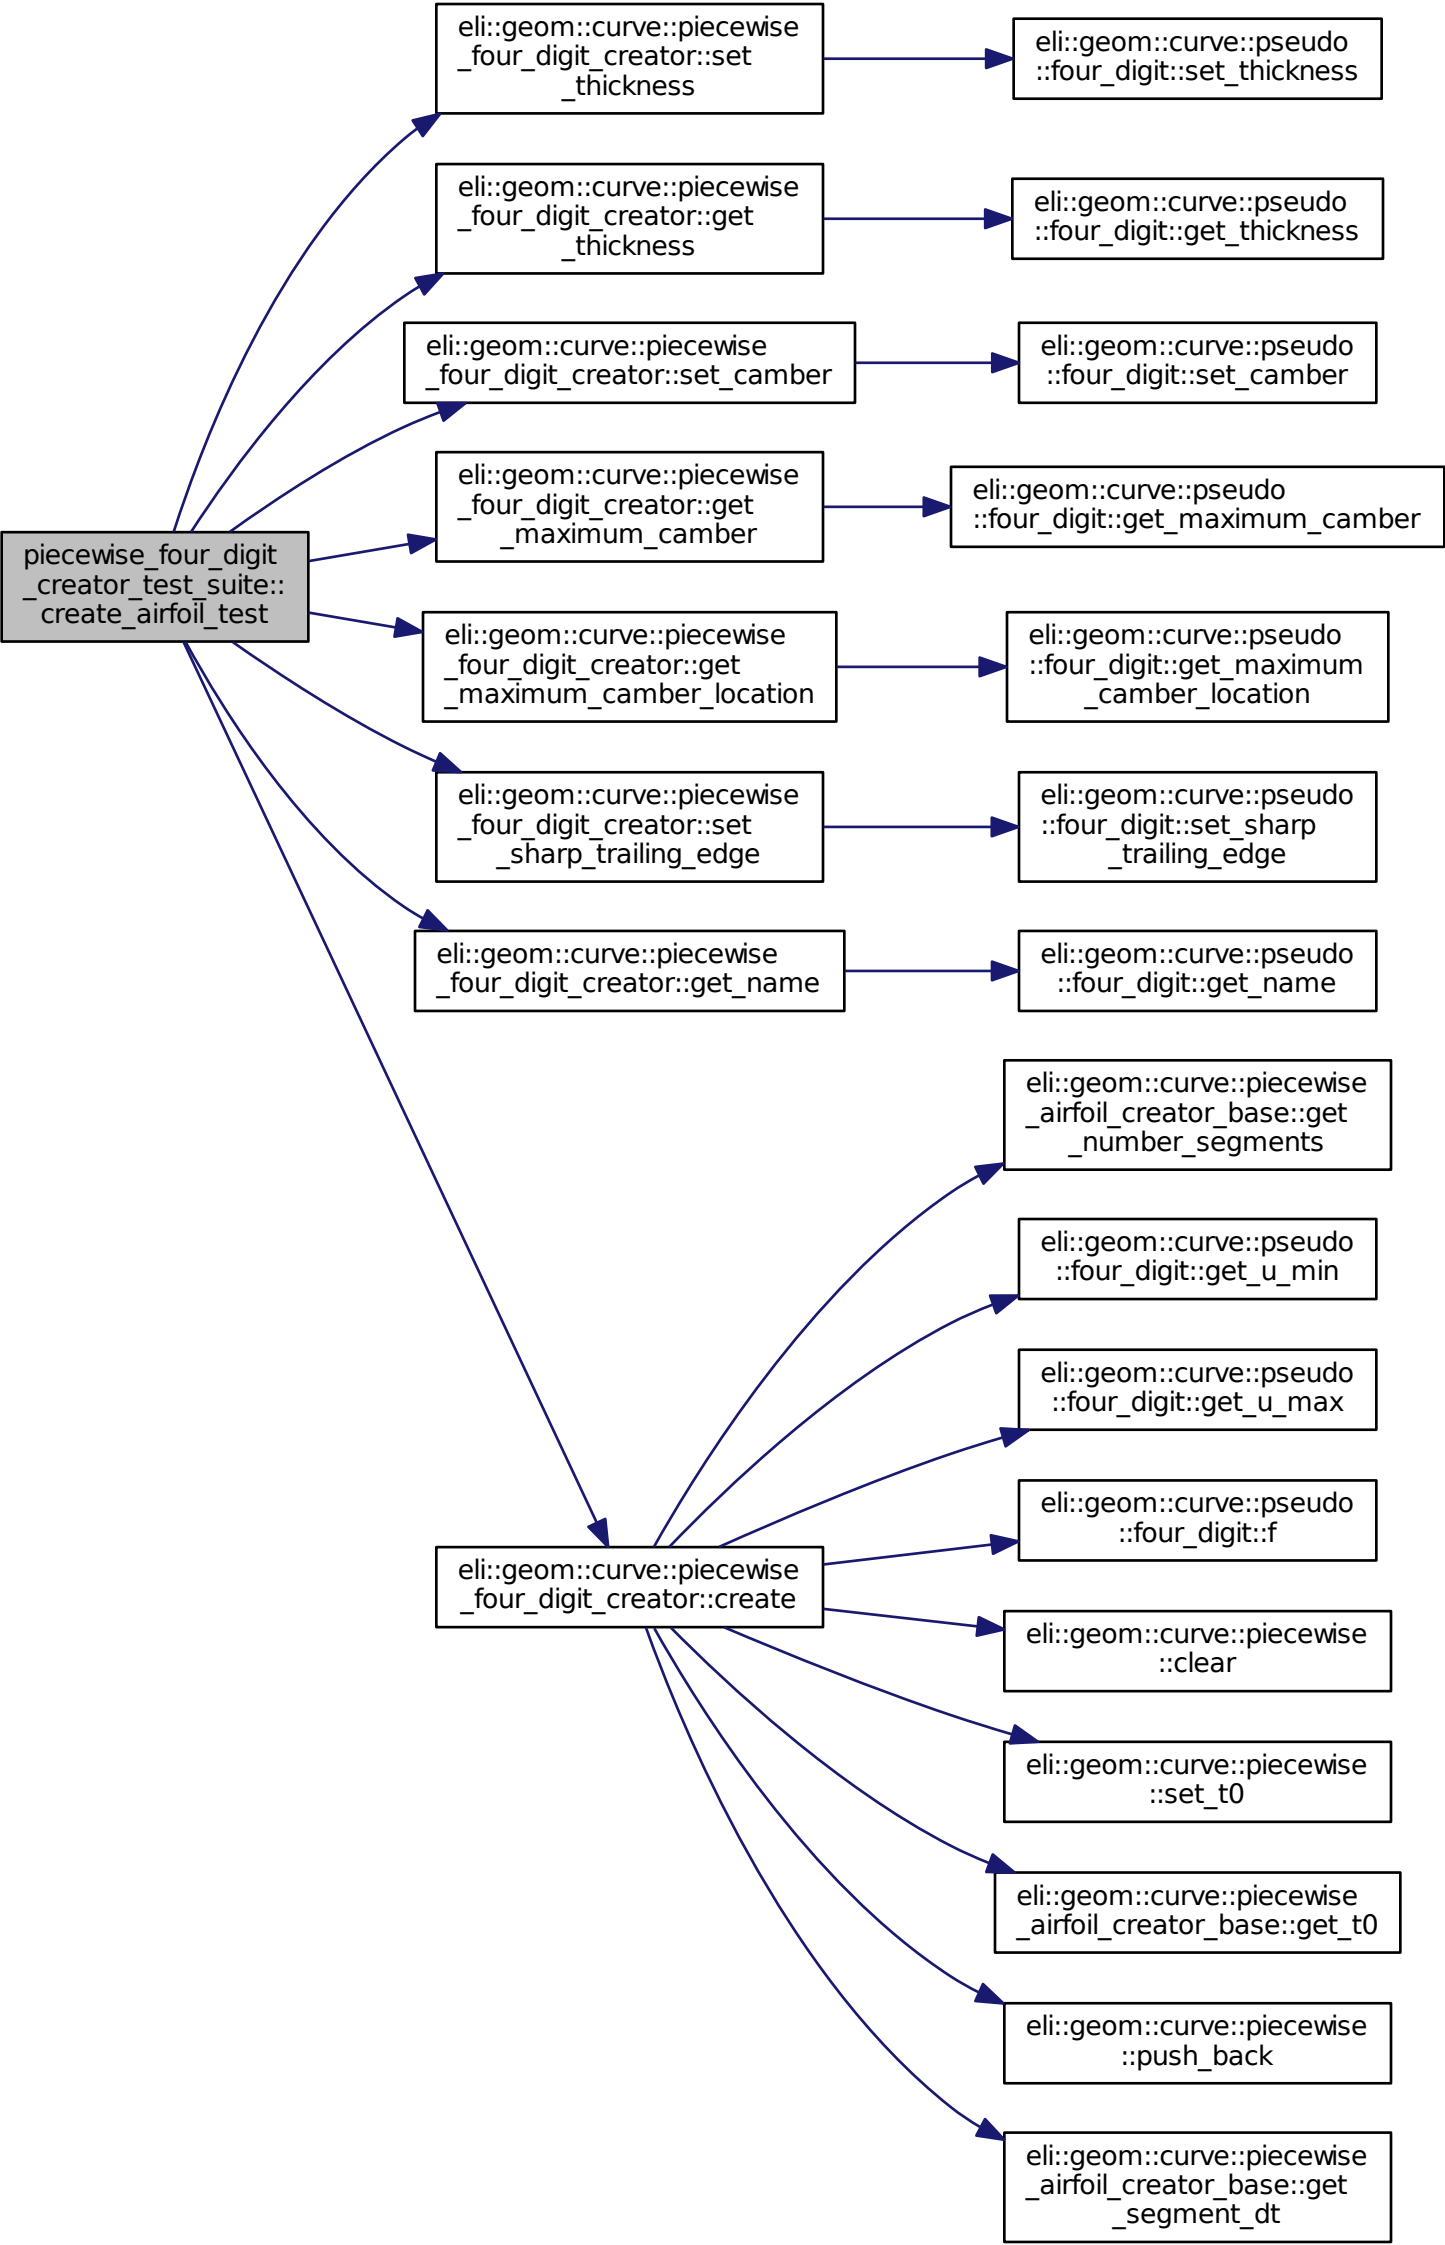 eli::geom::curve::piecewise
_four_digit_creator::set
_thickness
eli::geom::curve::pseudo
::four_digit::set_thickness
eli::geom::curve::piecewise
_four_digit_creator::get
_thickness
eli::geom::curve::pseudo
::four_digit::get_thickness
eli::geom::curve::piecewise
_four_digit_creator::set_camber
eli::geom::curve::pseudo
::four_digit::set_camber
eli::geom::curve::piecewise
_four_digit_creator::get
_maximum_camber
eli::geom::curve::pseudo
::four_digit::get_maximum_camber
piecewise_four_digit
_creator_test_suite::
create_airfoil_test
eli::geom::curve::piecewise
_four_digit_creator::get
_maximum_camber_location
eli::geom::curve::pseudo
::four_digit::get_maximum
_camber_location
eli::geom::curve::piecewise
_four_digit_creator::set
_sharp_trailing_edge
eli::geom::curve::pseudo
::four_digit::set_sharp
_trailing_edge
eli::geom::curve::piecewise
_four_digit_creator::get_name
eli::geom::curve::pseudo
::four_digit::get_name
eli::geom::curve::piecewise
_airfoil_creator_base::get
_number_segments
eli::geom::curve::pseudo
::four_digit::get_u_min
eli::geom::curve::pseudo
::four_digit::get_u_max
eli::geom::curve::pseudo
::four_digit::f
eli::geom::curve::piecewise
_four_digit_creator::create
eli::geom::curve::piecewise
::clear
eli::geom::curve::piecewise
::set_t0
eli::geom::curve::piecewise
_airfoil_creator_base::get_t0
eli::geom::curve::piecewise
::push_back
eli::geom::curve::piecewise
_airfoil_creator_base::get
_segment_dt